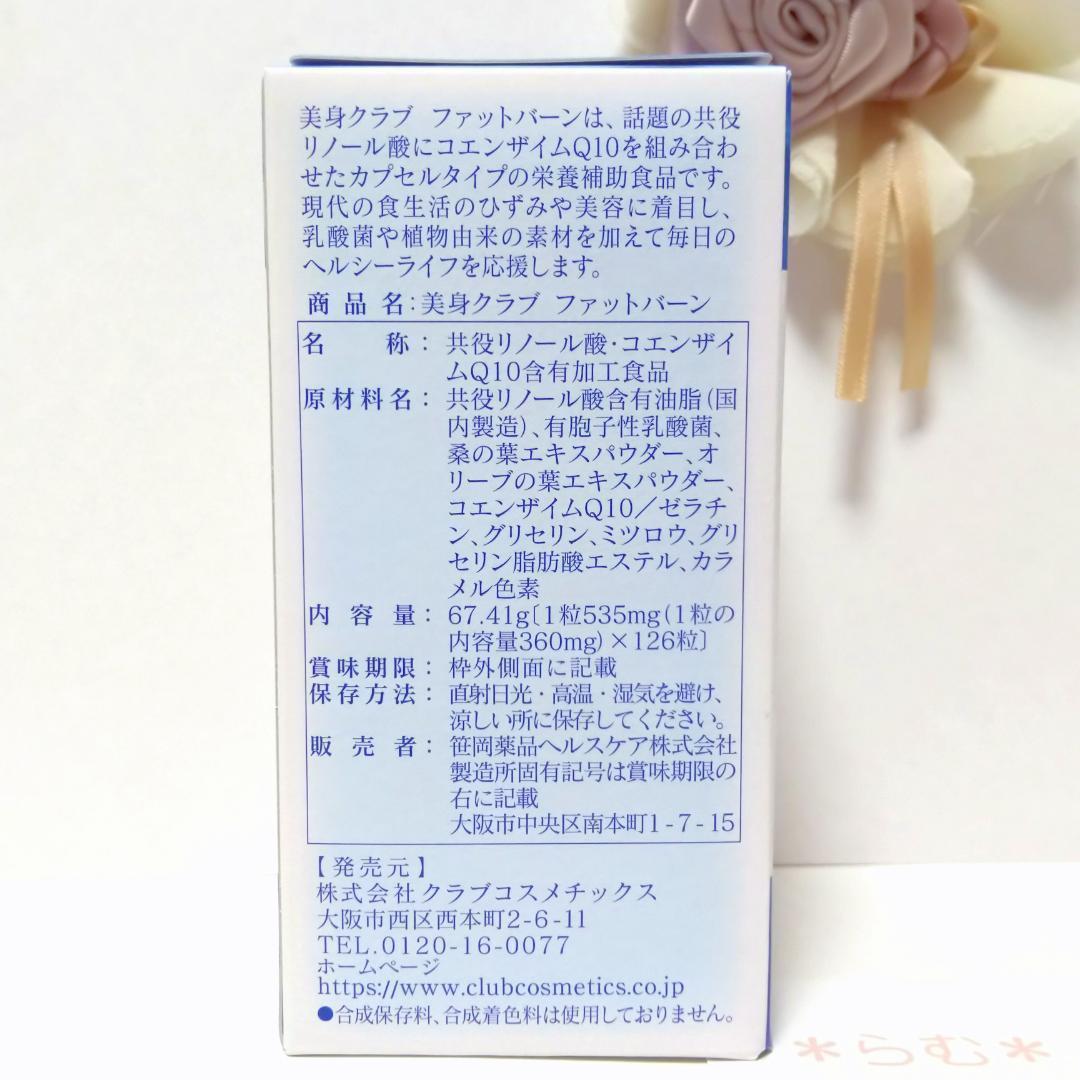 美身クラブ ファットバーンは、話題の共役
リノール酸にコエンザイムQ10を組み合わ
せたカプセルタイプの栄養補助食品です。
現代の食生活のひずみや美容に着目し、
乳酸菌や植物由来の素材を加えて毎日の
ヘルシーライフを応援します。
商品名：美身クラブ ファットバーン
名称：共役リノール酸・コエンザイ
ムQ10含有加工食品
原材料名：共役リノール酸含有油脂(国
内製造)、有胞子性乳酸菌、
桑の葉エキスパウダー、オ
リーブの葉エキスパウダー、
コエンザイムQ10／ゼラチ
ン、グリセリン、ミツロウ、グリ
セリン脂肪酸エステル、カラ
メル色素
内容量：67.41g〔1粒535mg(1粒の
内容量360mg)×126粒〕
賞味期限：枠外側面に記載
保存方法：直射日光・高温・湿気を避け、
涼しい所に保存してください。
販売者：笹岡薬品ヘルスケア株式会社
製造所固有記号は賞味期限の
右に記載
大阪市中央区南本町1-7-15
【発売元】
株式会社クラブコスメチックス
大阪市西区西本町2-6-11
TEL.0120-16-0077
ホームページ
https://www.clubcosmetics.co.jp
●合成保存料、合成着色料は使用しておりません。
＊らむ＊